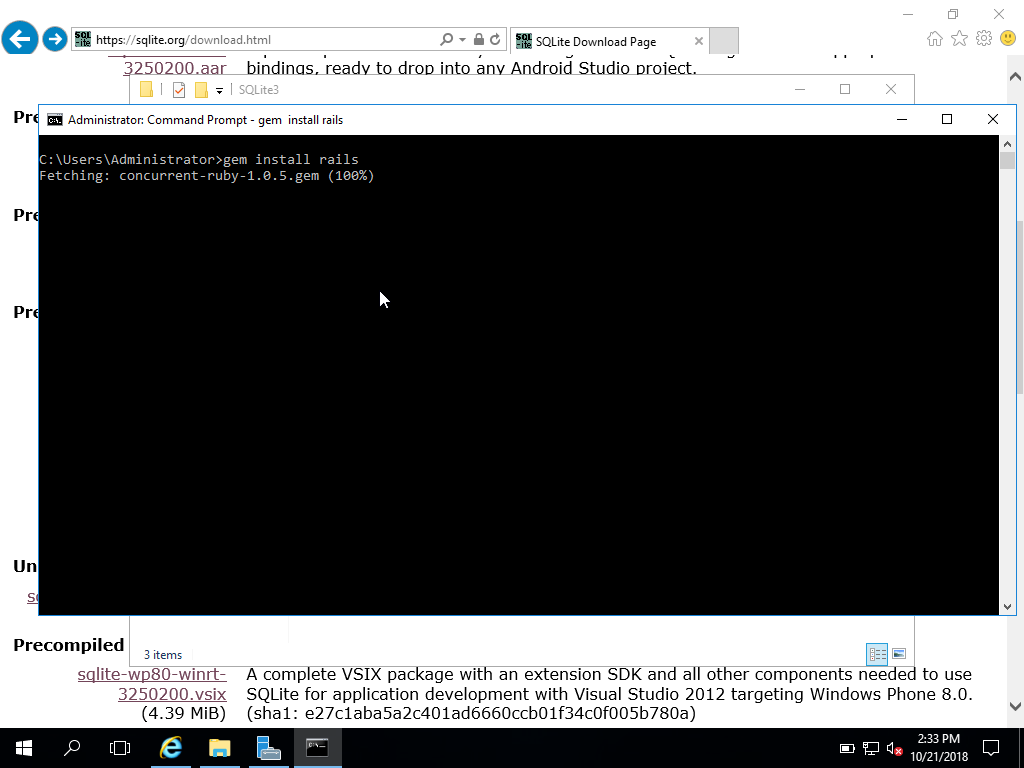 https://sqlite.org/download.html
SQLite Download Page
3250200.aar
bindings, ready to drop into any Android Studio project.
SQLite3
Pre
Administrator: Command Prompt - gem  install rails
C:\Users\Administrator>gem install rails
Fetching: concurrent-ruby-1.0.5.gem (100%)
Pre
Pre
Un
Precompiled
3 items
sqlite-wp80-winrt-
3250200.vsix
(4.39 MiB)
A complete VSIX package with an extension SDK and all other components needed to use
SQLite for application development with Visual Studio 2012 targeting Windows Phone 8.0.
(sha1: e27c1aba5a2c401ad6660ccb01f34c0f005b780a)
2:33 PM
10/21/2018